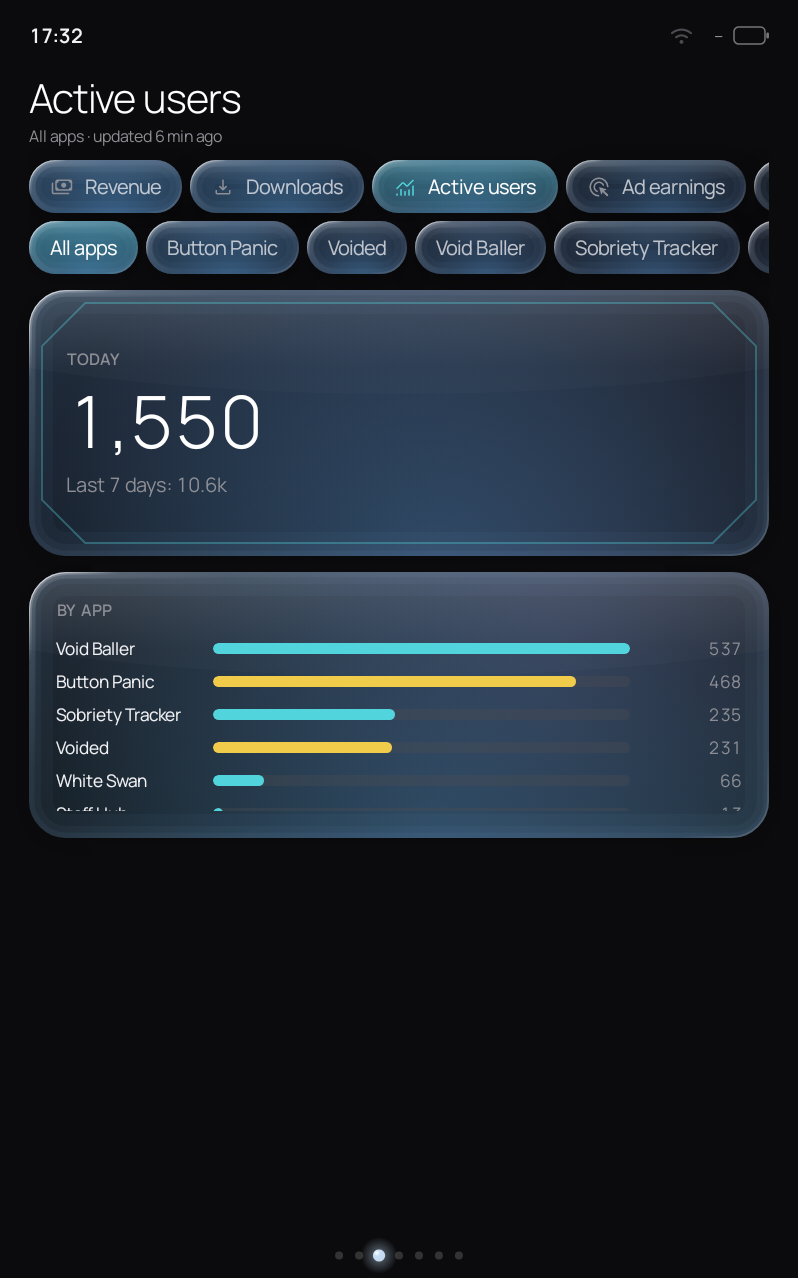 17:32
–
Active users
All apps · updated 6 min ago
Revenue Downloads Active users Ad earnings
All apps Button Panic Voided Void Baller Sobriety Tracker
TODAY
1,550
Last 7 days: 10.6k
BY APP
Void Baller 537
Button Panic 468
Sobriety Tracker 235
Voided 231
White Swan 66